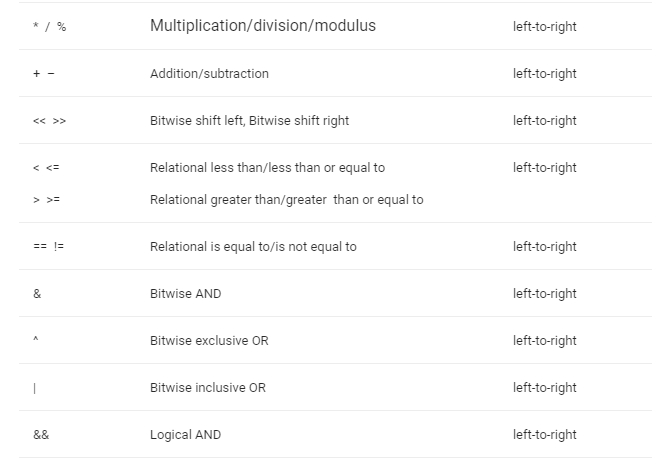 * / % Multiplication/division/modulus left-to-right
+ – Addition/subtraction left-to-right
<< >> Bitwise shift left, Bitwise shift right left-to-right
< <= Relational less than/less than or equal to left-to-right
> >= Relational greater than/greater than or equal to
== != Relational is equal to/is not equal to left-to-right
& Bitwise AND left-to-right
^ Bitwise exclusive OR left-to-right
| Bitwise inclusive OR left-to-right
&& Logical AND left-to-right